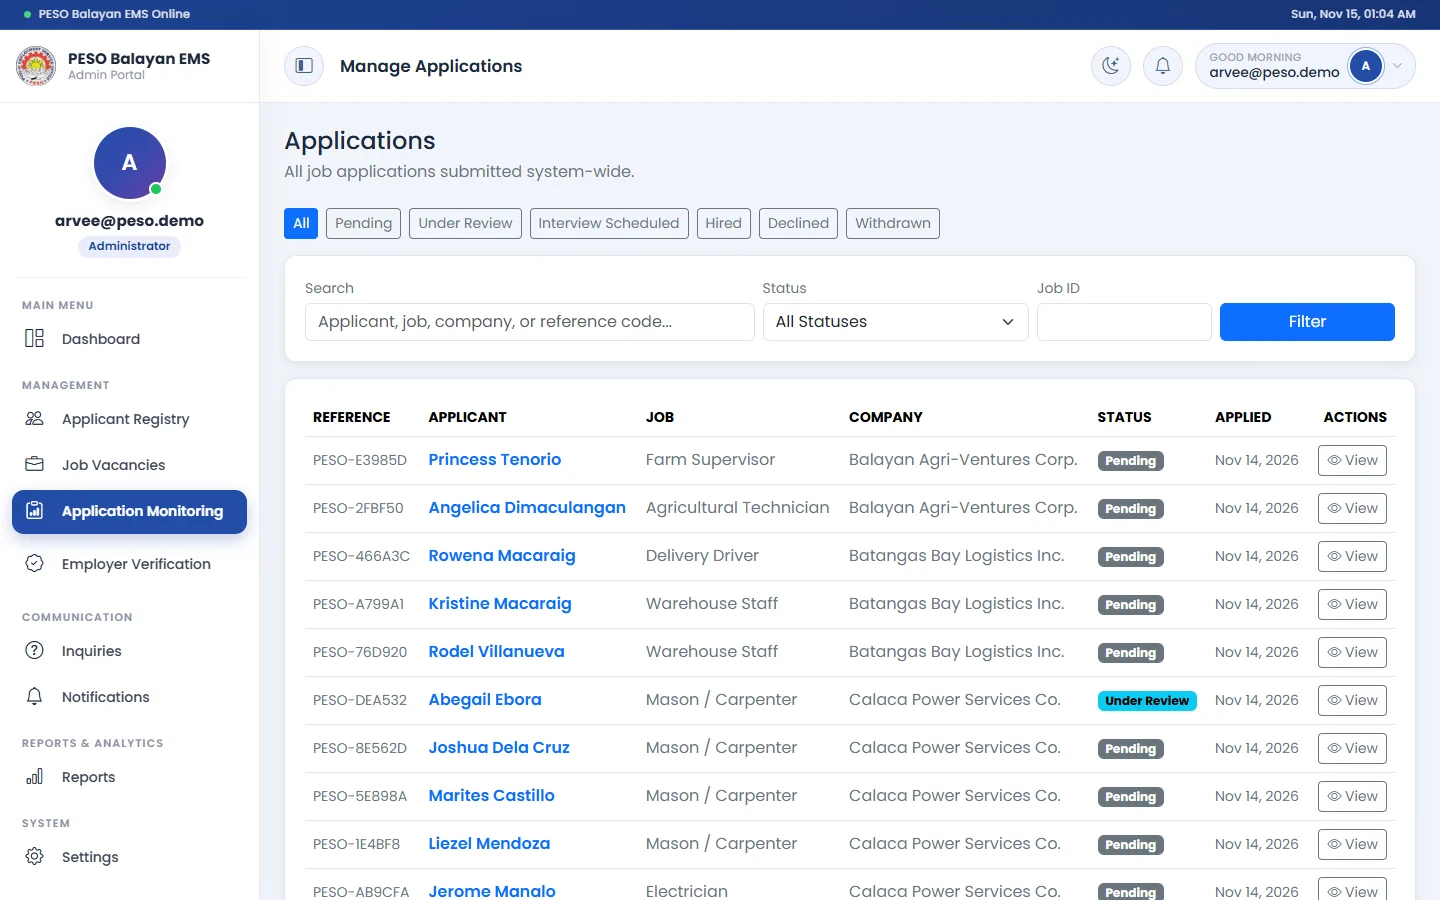 PESO Balayan EMS Online
Sun, Nov 15, 01:04 AM
PESO Balayan EMS
Admin Portal
A
arvee@peso.demo
Administrator
MAIN MENU
Dashboard
MANAGEMENT
Applicant Registry
Job Vacancies
Application Monitoring
Employer Verification
COMMUNICATION
Inquiries
Notifications
REPORTS & ANALYTICS
Reports
SYSTEM
Settings
Manage Applications
GOOD MORNING
arvee@peso.demo
A
Applications
All job applications submitted system-wide.
All Pending Under Review Interview Scheduled Hired Declined Withdrawn
Search Status Job ID
Applicant, job, company, or reference code... All Statuses Filter
REFERENCE APPLICANT JOB COMPANY STATUS APPLIED ACTIONS
PESO-E3985D Princess Tenorio Farm Supervisor Balayan Agri-Ventures Corp. Pending Nov 14, 2026 View
PESO-2FBF50 Angelica Dimaculangan Agricultural Technician Balayan Agri-Ventures Corp. Pending Nov 14, 2026 View
PESO-466A3C Rowena Macaraig Delivery Driver Batangas Bay Logistics Inc. Pending Nov 14, 2026 View
PESO-A799A1 Kristine Macaraig Warehouse Staff Batangas Bay Logistics Inc. Pending Nov 14, 2026 View
PESO-76D920 Rodel Villanueva Warehouse Staff Batangas Bay Logistics Inc. Pending Nov 14, 2026 View
PESO-DEA532 Abegail Ebora Mason / Carpenter Calaca Power Services Co. Under Review Nov 14, 2026 View
PESO-8E562D Joshua Dela Cruz Mason / Carpenter Calaca Power Services Co. Pending Nov 14, 2026 View
PESO-5E898A Marites Castillo Mason / Carpenter Calaca Power Services Co. Pending Nov 14, 2026 View
PESO-1E4BF8 Liezel Mendoza Mason / Carpenter Calaca Power Services Co. Pending Nov 14, 2026 View
PESO-AB9CFA Jerome Manalo Electrician Calaca Power Services Co. Pending Nov 14, 2026 View